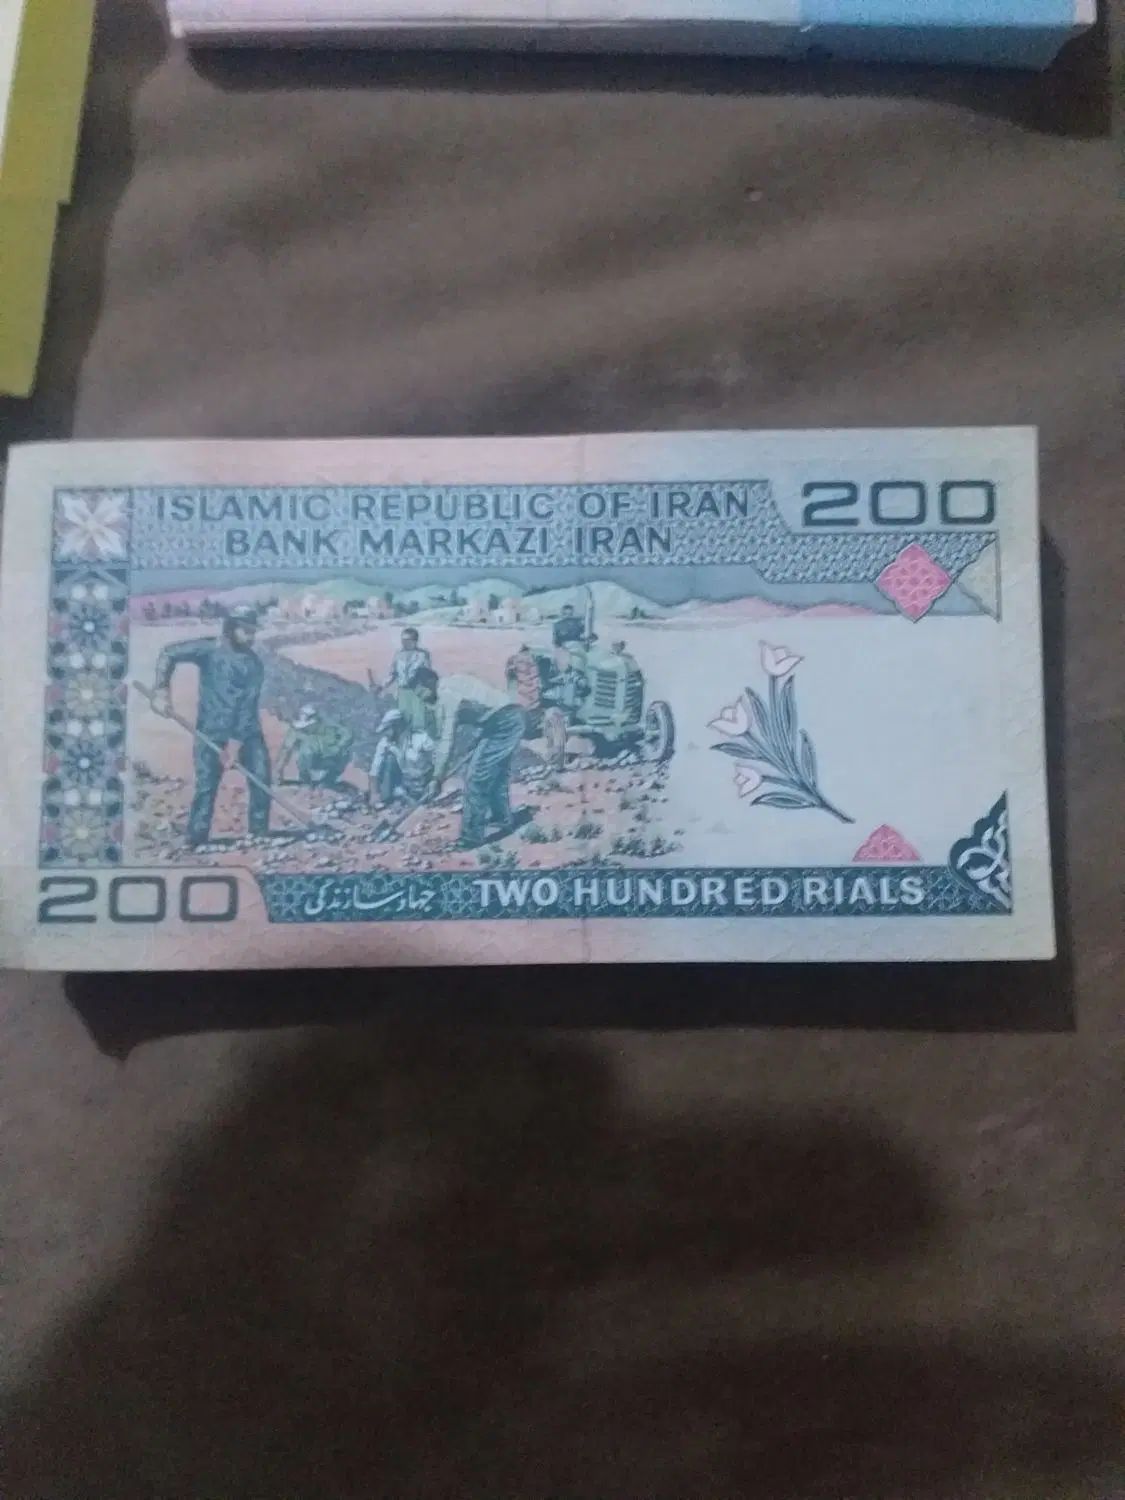 ISLAMIC REPUBLIC OF IRAN
200
BANK MARKAZI IRAN
200
جهاد سازندگی
TWO HUNDRED RIALS